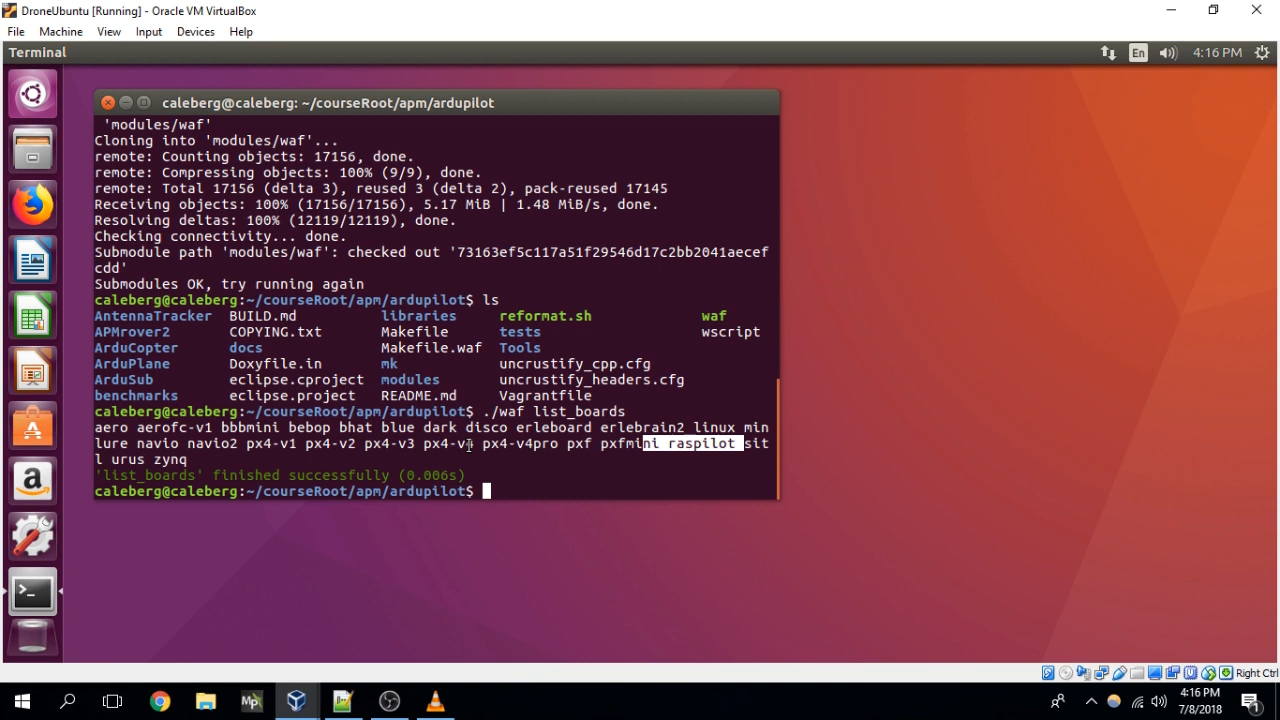 DroneUbuntu [Running] - Oracle VM VirtualBox
File Machine View Input Devices Help
Terminal
En
4:16 PM
caleberg@caleberg: ~/courseRoot/apm/ardupilot
'modules/waf'
Cloning into 'modules/waf'...
remote: Counting objects: 17156, done.
remote: Compressing objects: 100% (9/9), done.
remote: Total 17156 (delta 3), reused 3 (delta 2), pack-reused 17145
Receiving objects: 100% (17156/17156), 5.17 MiB | 1.48 MiB/s, done.
Resolving deltas: 100% (12119/12119), done.
Checking connectivity... done.
Submodule path 'modules/waf': checked out '73163ef5c117a51f29546d17c2bb2041aecef
cdd'
Submodules OK, try running again
caleberg@caleberg:~/courseRoot/apm/ardupilot$ ls
AntennaTracker BUILD.md libraries reformat.sh waf
APMrover2 COPYING.txt Makefile tests wscript
ArduCopter docs Makefile.waf Tools
ArduPlane Doxyfile.in mk uncrustify_cpp.cfg
ArduSub eclipse.cproject modules uncrustify_headers.cfg
benchmarks eclipse.project README.md Vagrantfile
caleberg@caleberg:~/courseRoot/apm/ardupilot$ ./waf list_boards
aero aerofc-v1 bbbmini bebop bhat blue dark disco erleboard erlebrain2 linux min
lure navio navio2 px4-v1 px4-v2 px4-v3 px4-v4 px4-v4pro pxf pxfmini raspilot sit
l urus zynq
'list_boards' finished successfully (0.006s)
caleberg@caleberg:~/courseRoot/apm/ardupilot$
Right Ctrl
Mp
4:16 PM
7/8/2018
1